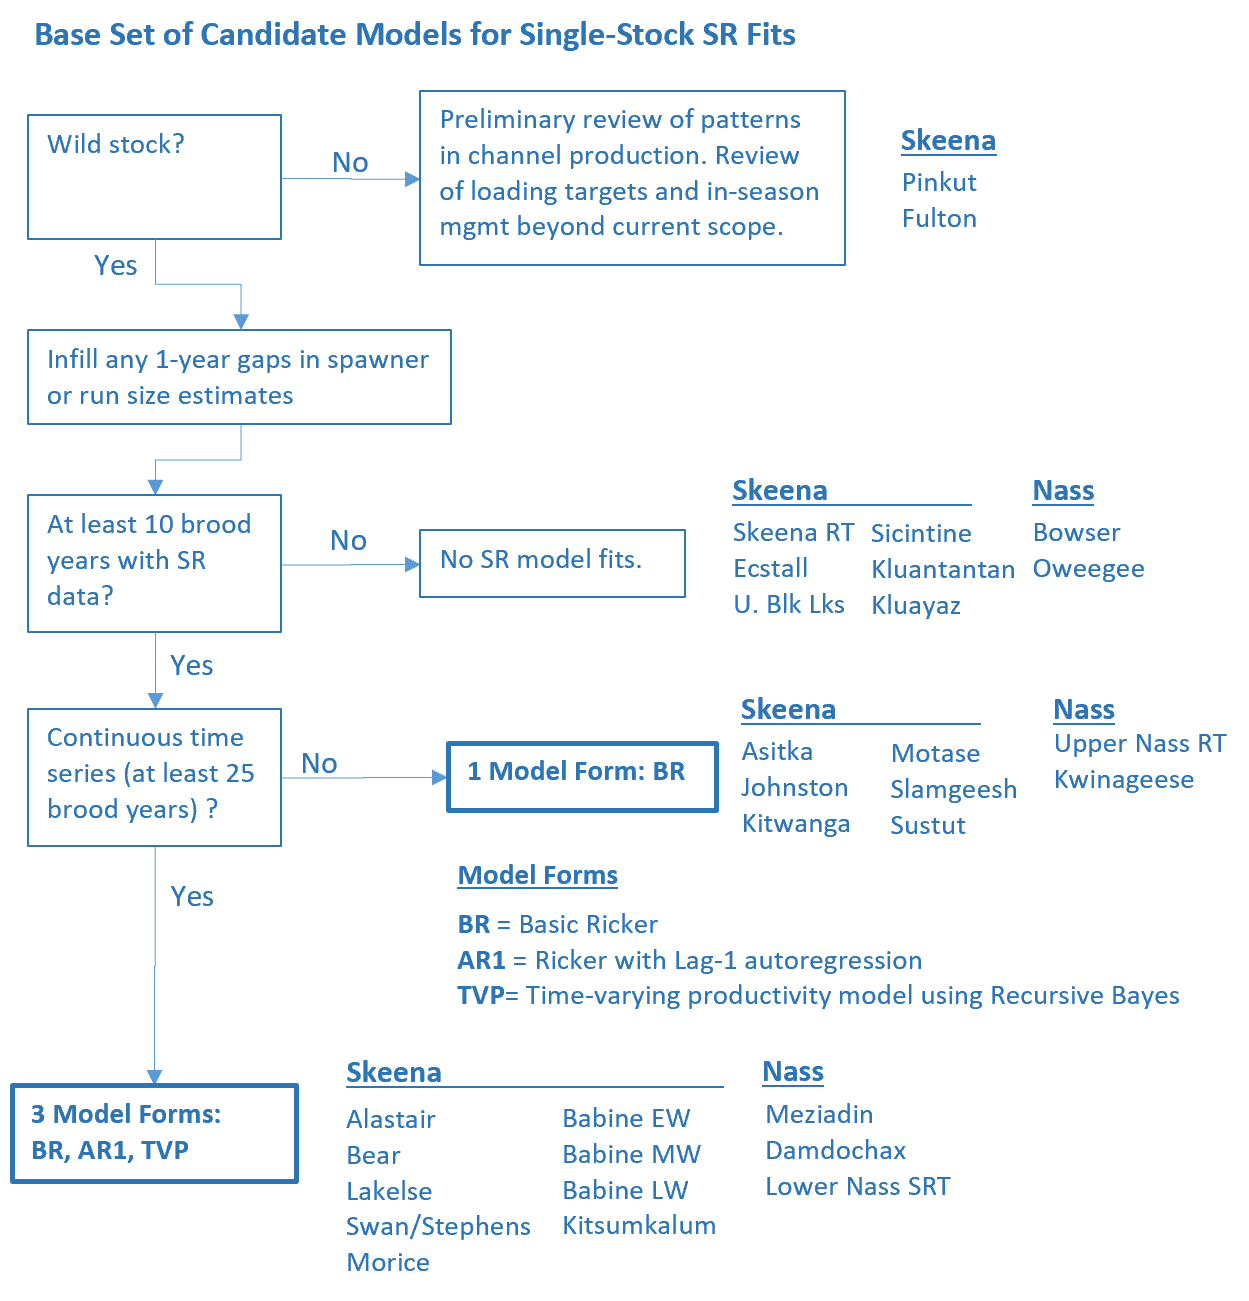 Base Set of Candidate Models for Single-Stock SR Fits
Wild stock?
No
Preliminary review of patterns
in channel production. Review
of loading targets and in-season
mgmt beyond current scope.
Skeena
Pinkut
Fulton
Yes
Infill any 1-year gaps in spawner
or run size estimates
At least 10 brood
years with SR
data?
No
No SR model fits.
Skeena
Skeena RT
Ecstall
U. Blk Lks
Sicintine
Kluantantan
Kluayaz
Nass
Bowser
Oweegee
Yes
Continuous time
series (at least 25
brood years) ?
No
1 Model Form: BR
Skeena
Asitka
Johnston
Kitwanga
Motase
Slamgeesh
Sustut
Nass
Upper Nass RT
Kwinageese
Model Forms
BR = Basic Ricker
AR1 = Ricker with Lag-1 autoregression
TVP= Time-varying productivity model using Recursive Bayes
Yes
3 Model Forms:
BR, AR1, TVP
Skeena
Alastair
Bear
Lakelse
Swan/Stephens
Morice
Babine EW
Babine MW
Babine LW
Kitsumkalum
Nass
Meziadin
Damdochax
Lower Nass SRT